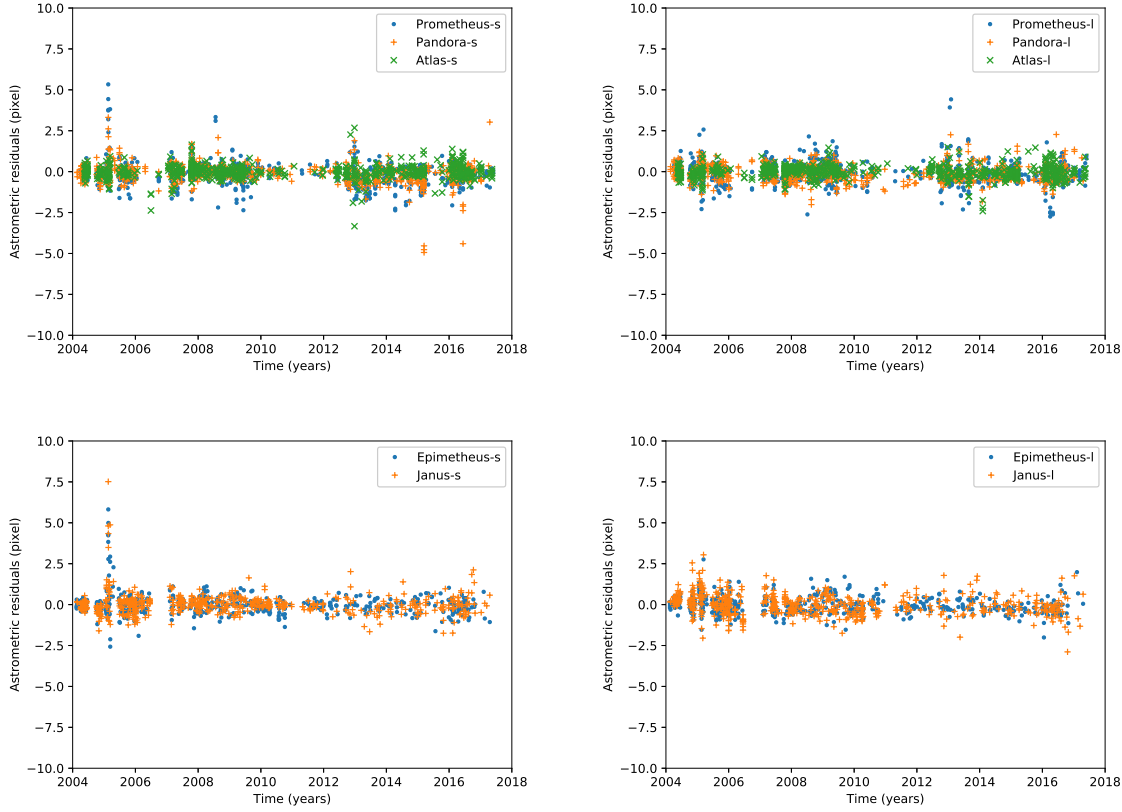 10.0
7.5
5.0
2.5
0.0
−2.5
−5.0
−7.5
−10.0
Astrometric residuals (pixel)
Prometheus-s
Pandora-s
Atlas-s
2004 2006 2008 2010 2012 2014 2016 2018
Time (years)
10.0
7.5
5.0
2.5
0.0
−2.5
−5.0
−7.5
−10.0
Astrometric residuals (pixel)
Prometheus-l
Pandora-l
Atlas-l
2004 2006 2008 2010 2012 2014 2016 2018
Time (years)
10.0
7.5
5.0
2.5
0.0
−2.5
−5.0
−7.5
−10.0
Astrometric residuals (pixel)
Epimetheus-s
Janus-s
2004 2006 2008 2010 2012 2014 2016 2018
Time (years)
10.0
7.5
5.0
2.5
0.0
−2.5
−5.0
−7.5
−10.0
Astrometric residuals (pixel)
Epimetheus-l
Janus-l
2004 2006 2008 2010 2012 2014 2016 2018
Time (years)